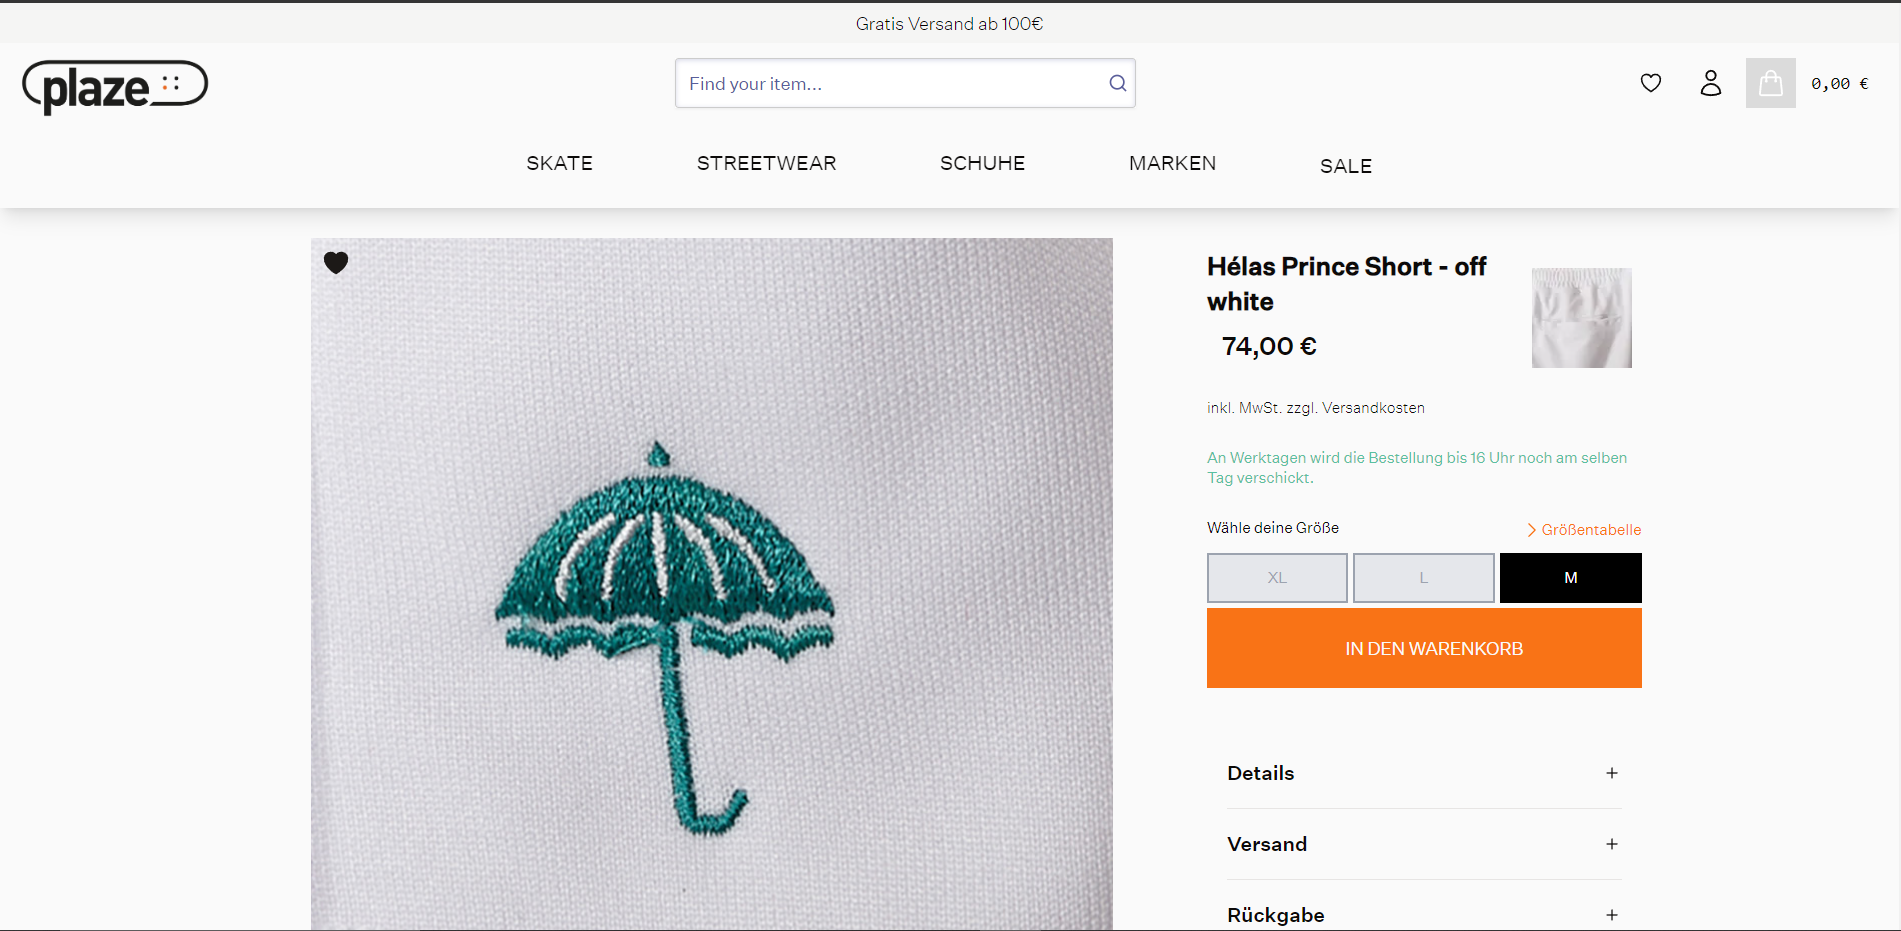 Gratis Versand ab 100€
plaze
Find your item...
0,00 €
SKATE
STREETWEAR
SCHUHE
MARKEN
SALE
Hélas Prince Short - off
white
74,00 €
inkl. MwSt. zzgl. Versandkosten
An Werktagen wird die Bestellung bis 16 Uhr noch am selben
Tag verschickt.
Wähle deine Größe
Größentabelle
XL
L
M
IN DEN WARENKORB
Details
Versand
Rückgabe